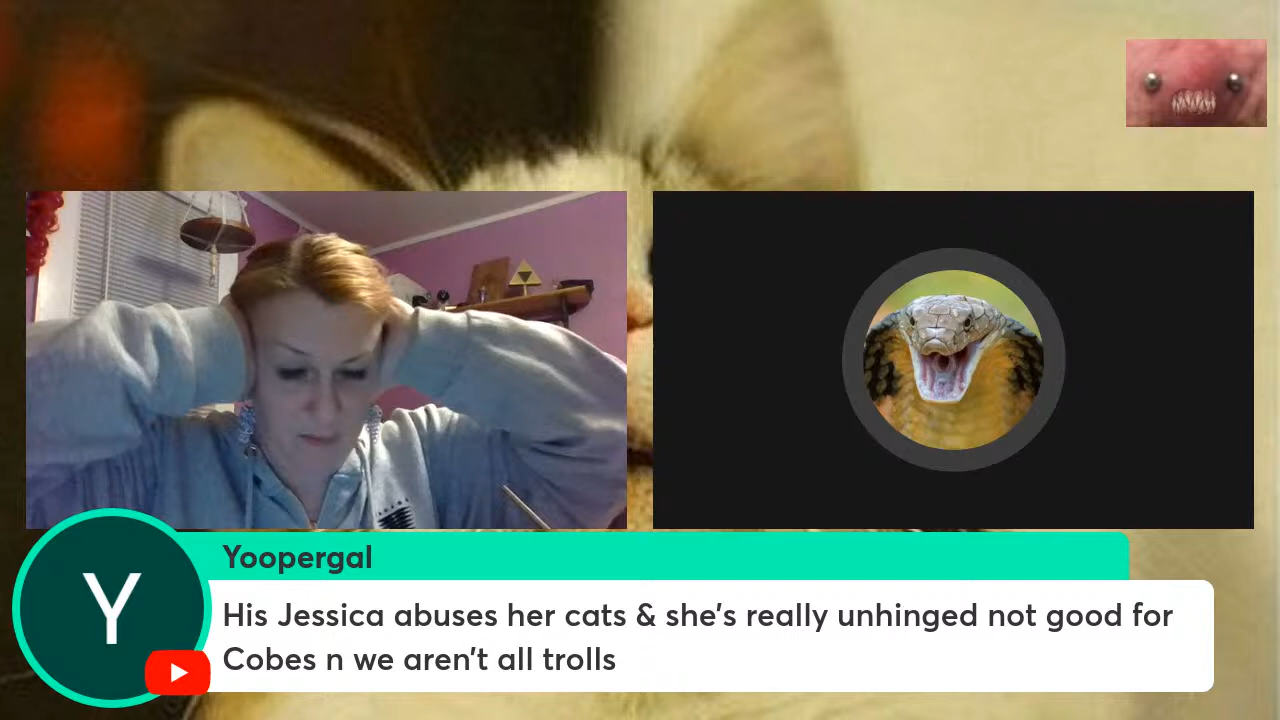 Yoopergal
His Jessica abuses her cats & she's really unhinged not good for
Cobes n we aren't all trolls
Y